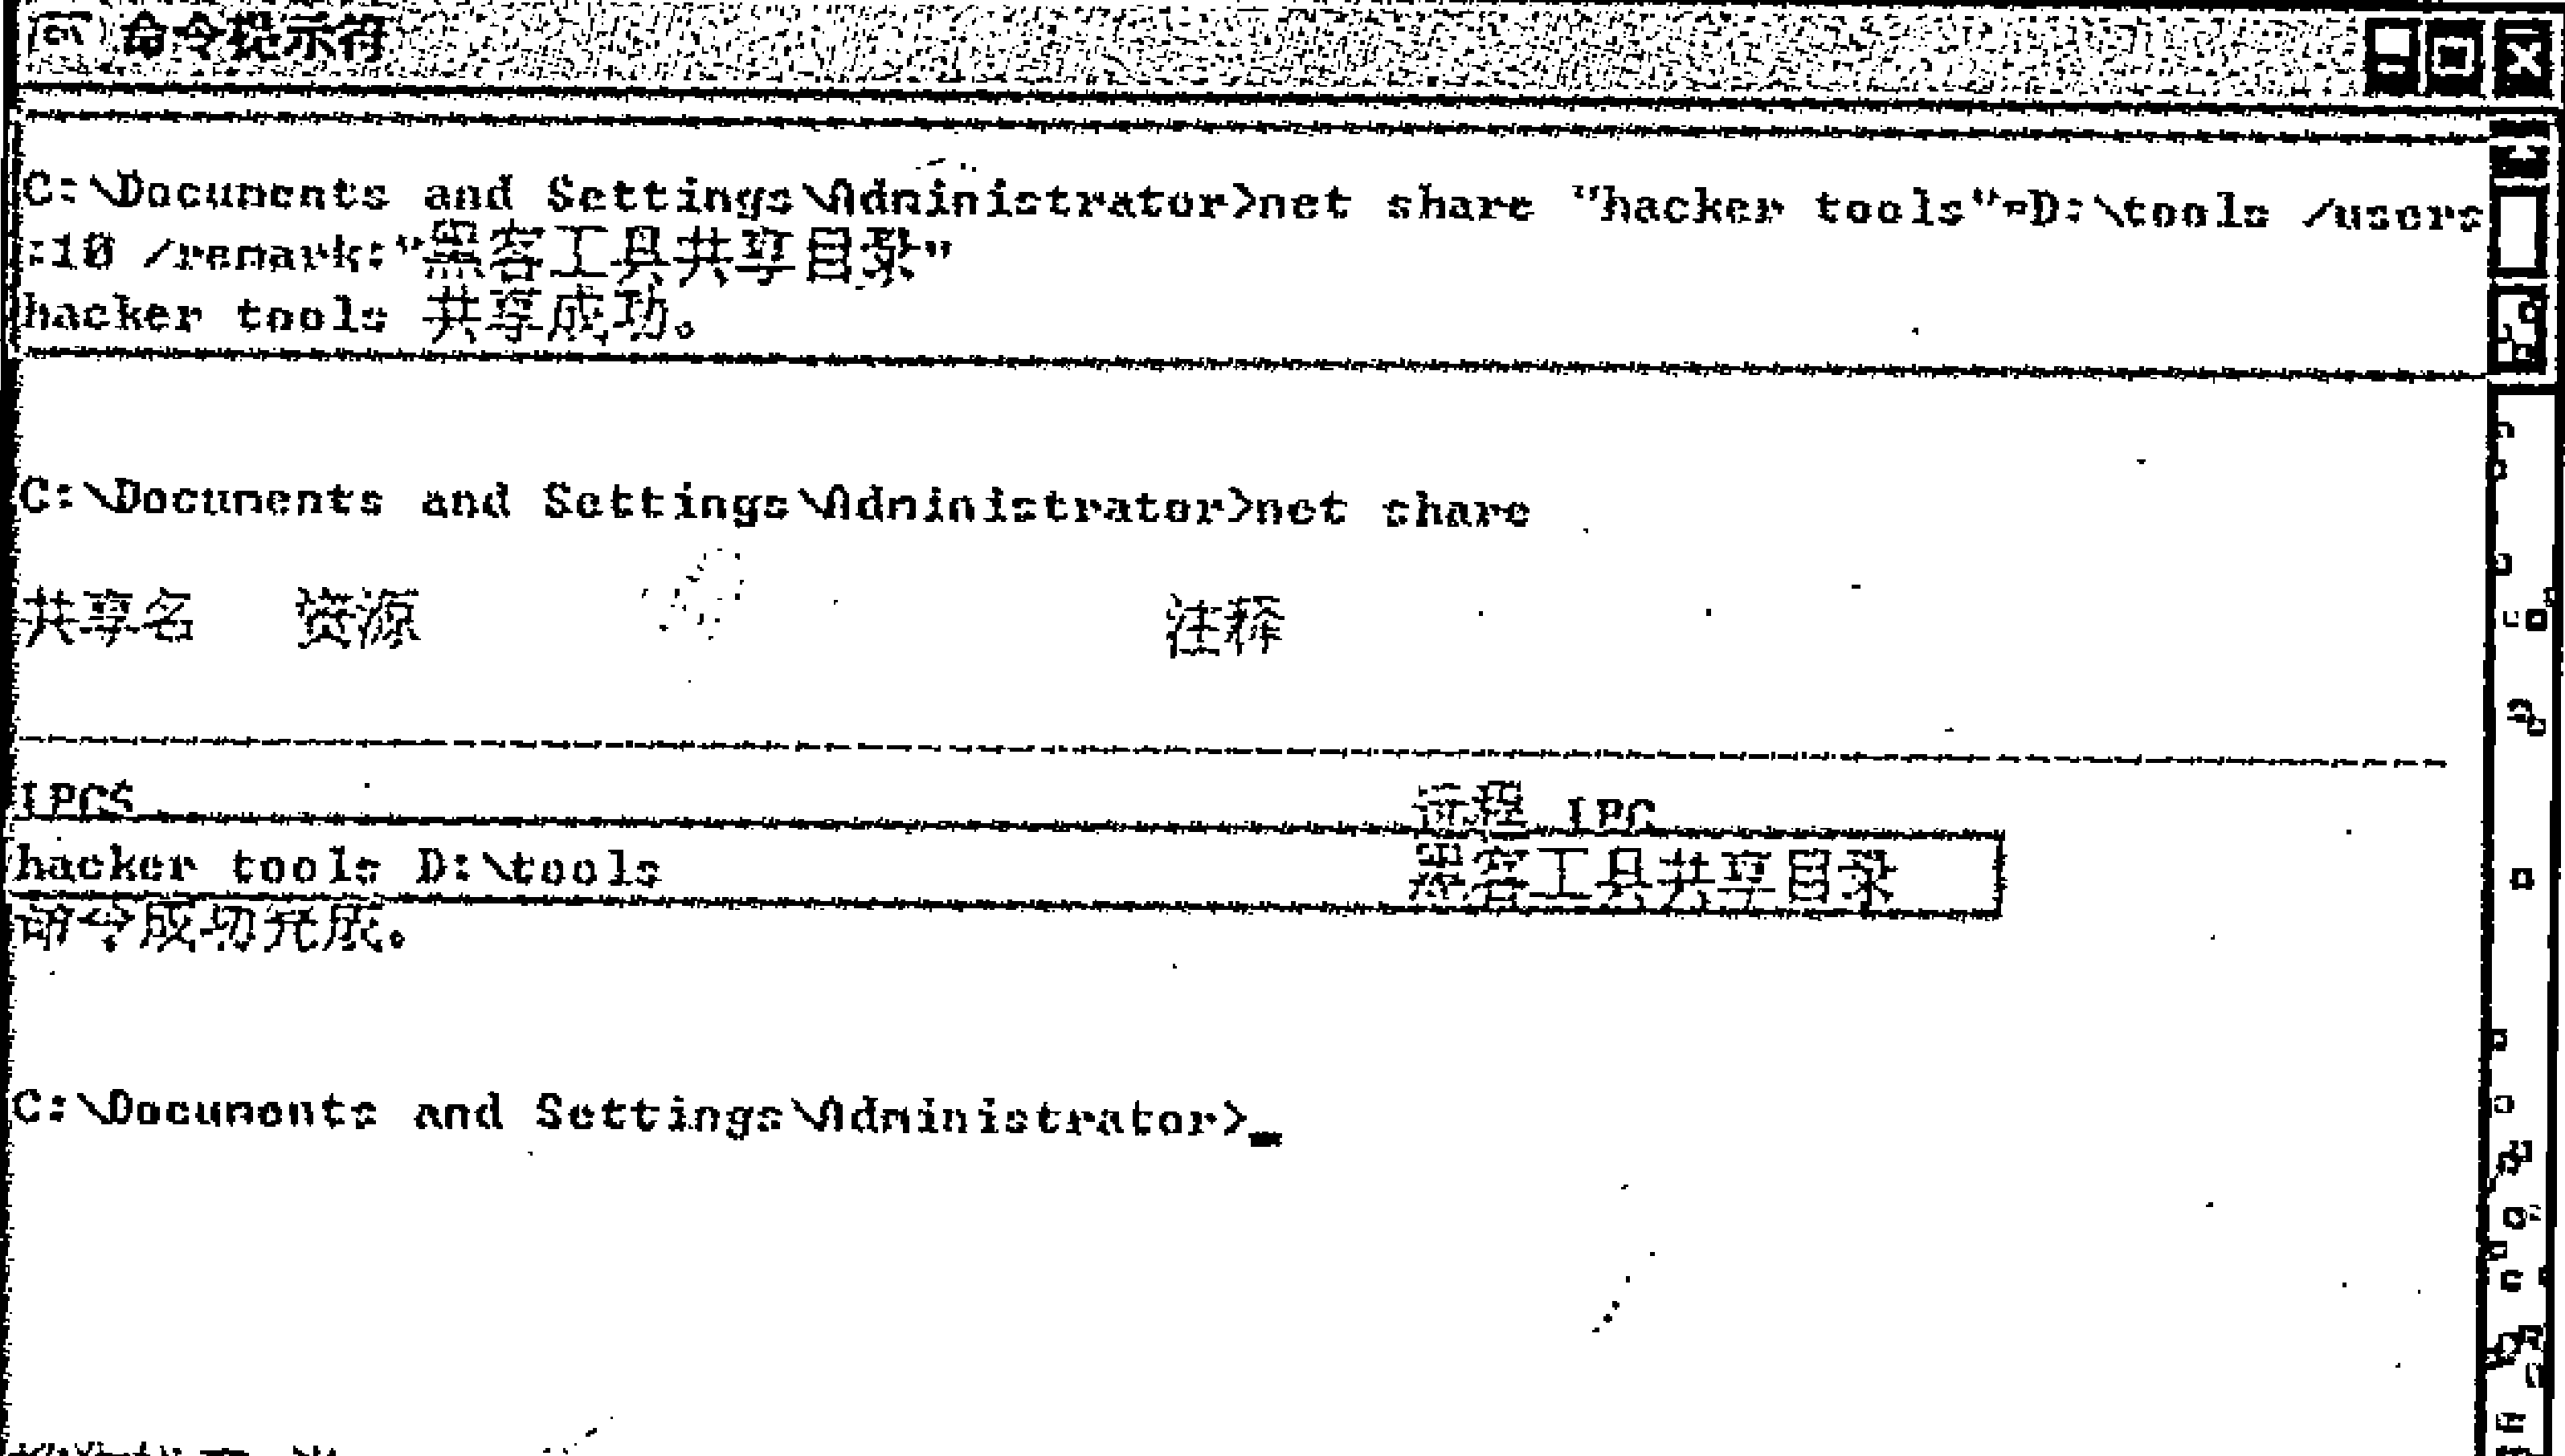 命令提示符
C:\Documents and Settings\Administrator>net share "hacker tools"=D:\tools /users
:10 /remark:"黑客工具共享目录"
hacker tools 共享成功。
C:\Documents and Settings\Administrator>net share
共享名 资源 注释
IPC$ 远程 IPC
hacker tools D:\tools 黑客工具共享目录
命令成功完成。
C:\Documents and Settings\Administrator>_